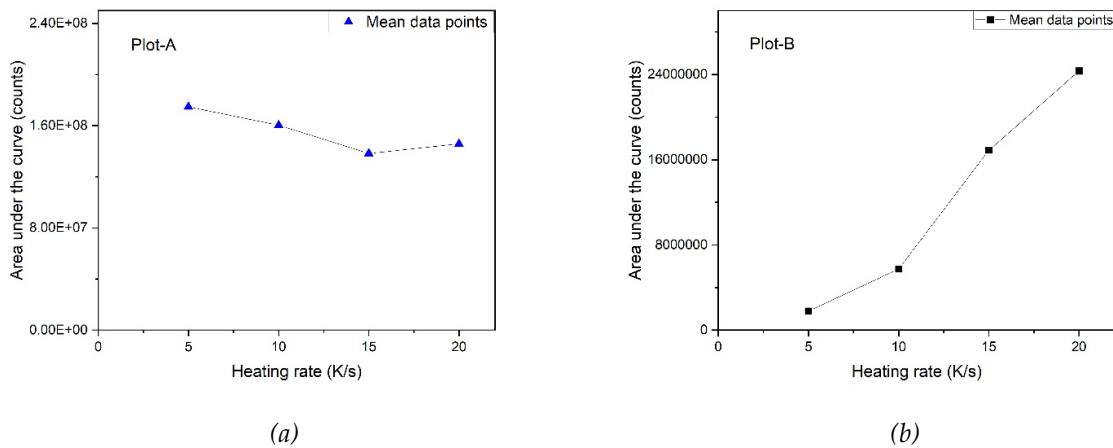 2.40E+08
1.60E+08
8.00E+07
0.00E+00
Area under the curve (counts)
Plot-A
Mean data points
0 5 10 15 20
Heating rate (K/s)
(a)
24000000
16000000
8000000
0
Area under the curve (counts)
Plot-B
Mean data points
0 5 10 15 20
Heating rate (K/s)
(b)